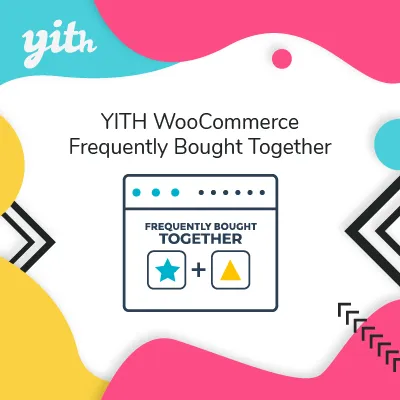 yith
YITH WooCommerce
Frequently Bought Together
FREQUENTLY BOUGHT
TOGETHER
+